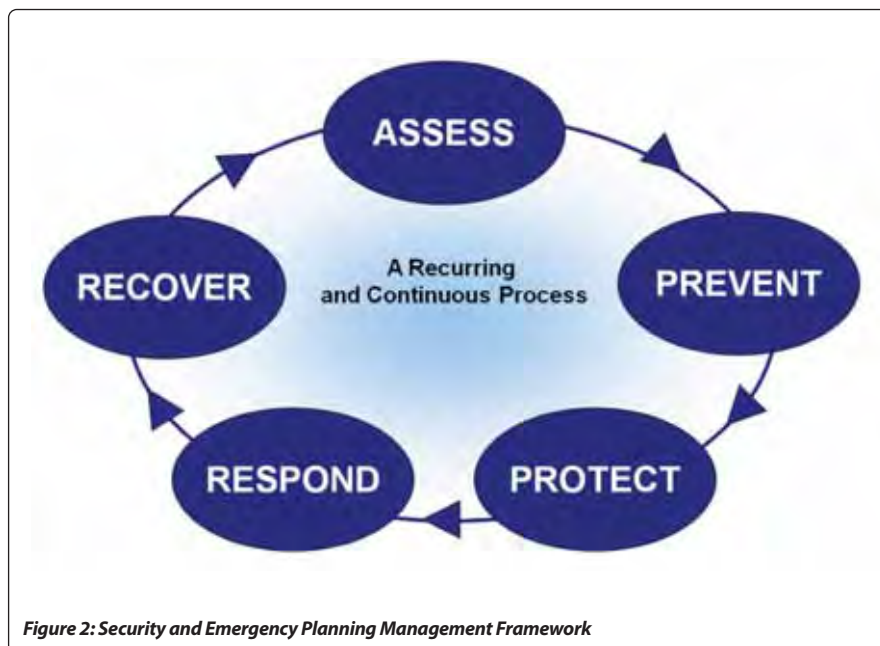 ASSESS
PREVENT
PROTECT
RESPOND
RECOVER
A Recurring
and Continuous Process
Figure 2: Security and Emergency Planning Management Framework